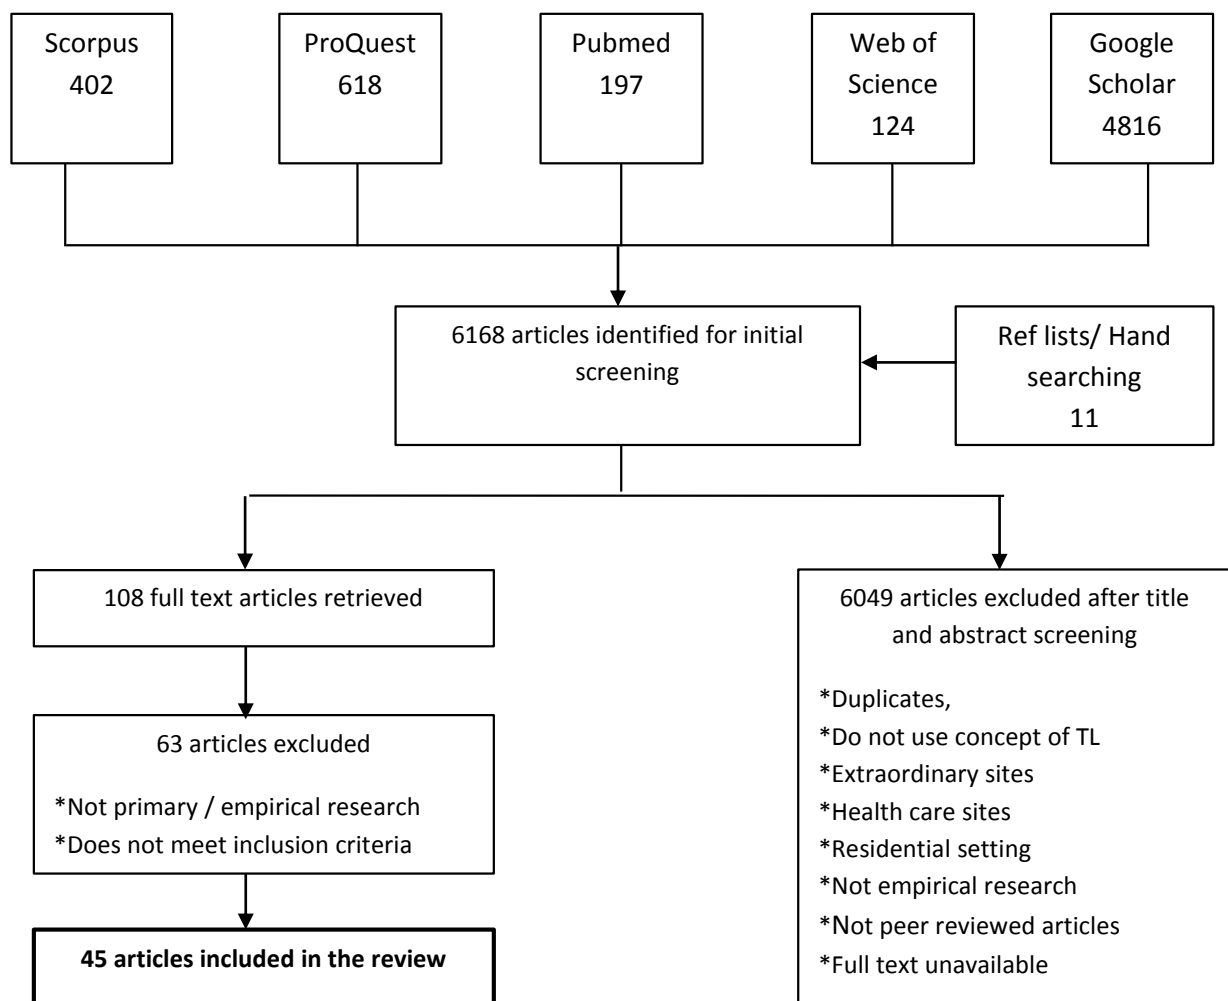 Scorpus
402
ProQuest
618
Pubmed
197
Web of
Science
124
Google
Scholar
4816
6168 articles identified for initial
screening
Ref lists/ Hand
searching
11
108 full text articles retrieved
63 articles excluded
*Not primary / empirical research
*Does not meet inclusion criteria
45 articles included in the review
6049 articles excluded after title
and abstract screening
*Duplicates,
*Do not use concept of TL
*Extraordinary sites
*Health care sites
*Residential setting
*Not empirical research
*Not peer reviewed articles
*Full text unavailable